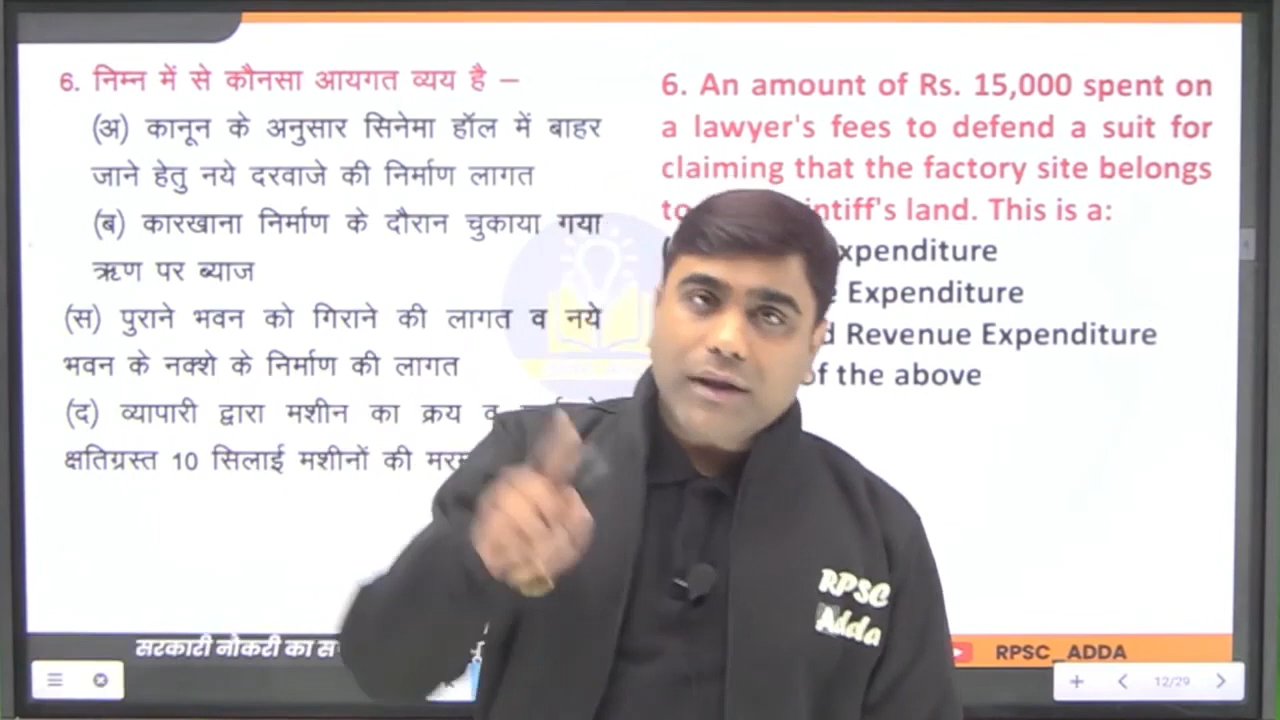 6. निम्न में से कौनसा आयगत व्यय है –
(अ) कानून के अनुसार सिनेमा हॉल में बाहर
जाने हेतु नये दरवाजे की निर्माण लागत
(ब) कारखाना निर्माण के दौरान चुकाया गया
ऋण पर ब्याज
(स) पुराने भवन को गिराने की लागत व नये
भवन के नक्शे के निर्माण की लागत
(द) व्यापारी द्वारा मशीन का क्रय व
क्षतिग्रस्त 10 सिलाई मशीनों की
6. An amount of Rs. 15,000 spent on
a lawyer's fees to defend a suit for
claiming that the factory site belongs
land. This is a:
Expenditure
Revenue Expenditure
of the above
RPSC
Adda
सरकारी नोकरी का
RPSC_ADDA
12/29